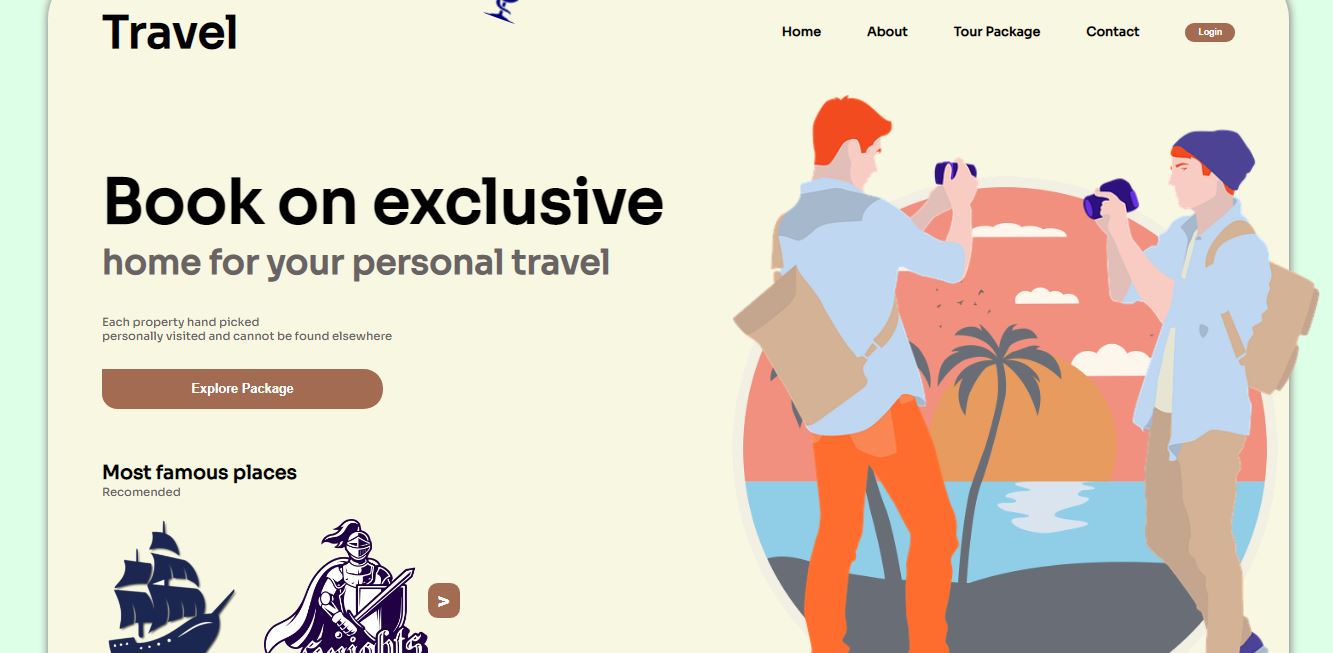 Travel
Home
About
Tour Package
Contact
Login
Book on exclusive
home for your personal travel
Each property hand picked
personally visited and cannot be found elsewhere
Explore Package
Most famous places
Recomended
>